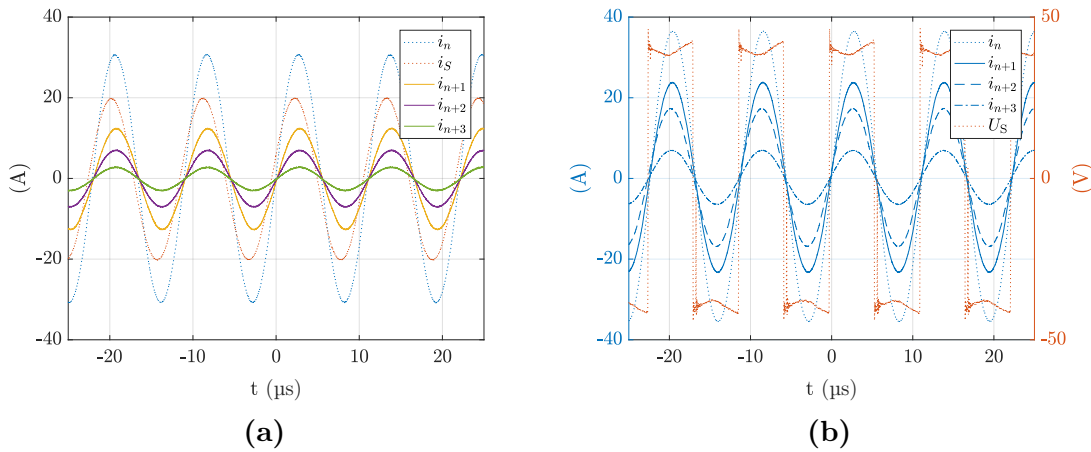 40
20
0
-20
-40
(A)
-20
-10
0
10
20
t (µs)
i_n
i_S
i_{n+1}
i_{n+2}
i_{n+3}
(a)
40
20
0
-20
-40
(A)
50
0
-50
(V)
-20
-10
0
10
20
t (µs)
i_n
i_{n+1}
i_{n+2}
i_{n+3}
U_S
(b)